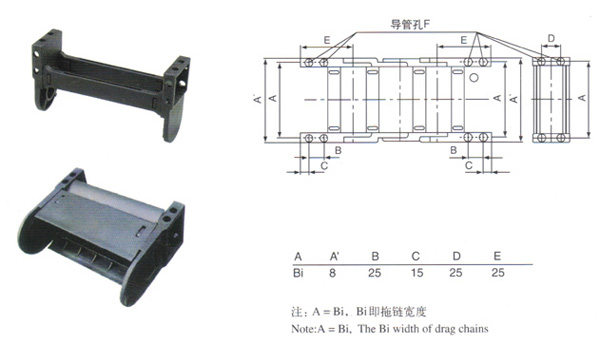 导管孔F
E
E
D
A'
A
A
A'
A
B
B
C
C
A A' B C D E
Bi 8 25 15 25 25
注：A = Bi，Bi即拖链宽度
Note:A = Bi, The Bi width of drag chains